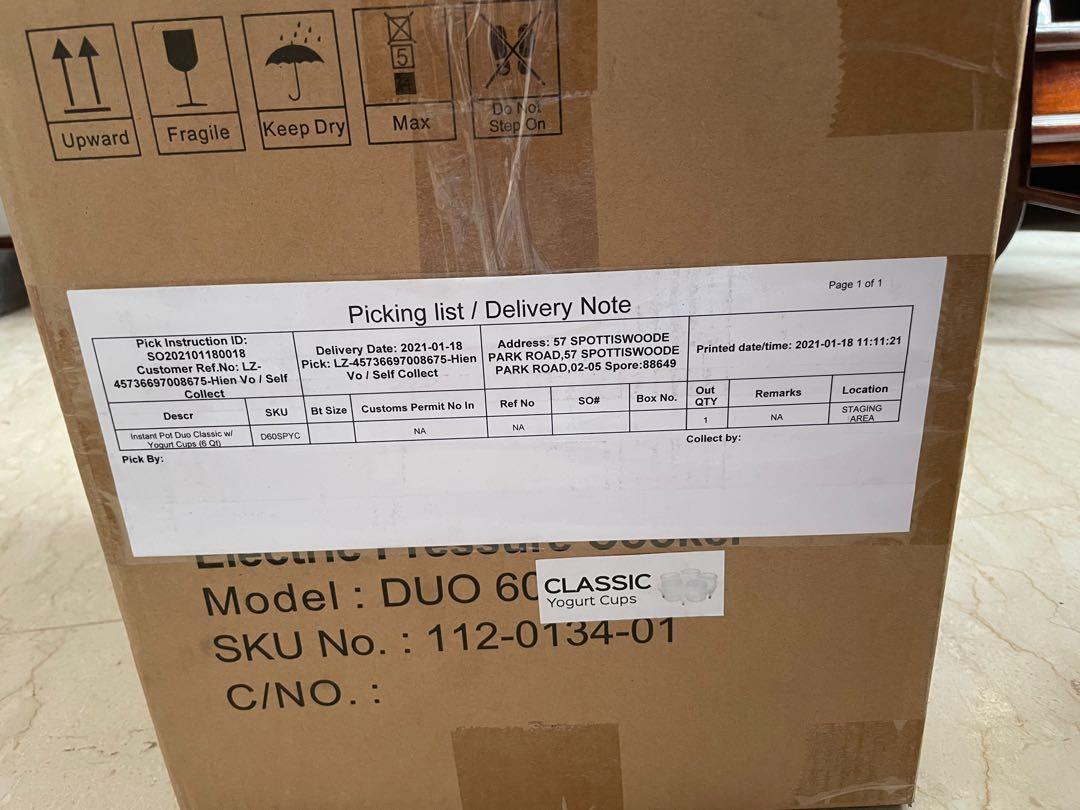 Upward
Fragile
Keep Dry
5
Max
Do Not
Step On
Page 1 of 1
Picking list / Delivery Note
Pick Instruction ID:
SO202101180018
Customer Ref.No: LZ-
45736697008675-Hien Vo / Self
Collect
Delivery Date: 2021-01-18
Pick: LZ-45736697008675-Hien
Vo / Self Collect
Address: 57 SPOTTISWOODE
PARK ROAD,57 SPOTTISWOODE
PARK ROAD,02-05 Spore:88649
Printed date/time: 2021-01-18 11:11:21
Descr SKU Bt Size Customs Permit No In Ref No SO# Box No. Out QTY Remarks Location
Instant Pot Duo Classic w/
Yogurt Cups (6 Qt)
D60SPYC NA NA 1 NA STAGING AREA
Pick By:
Collect by:
Electric Pressure Cooker
Model : DUO 60
CLASSIC
Yogurt Cups
SKU No. : 112-0134-01
C/NO. :